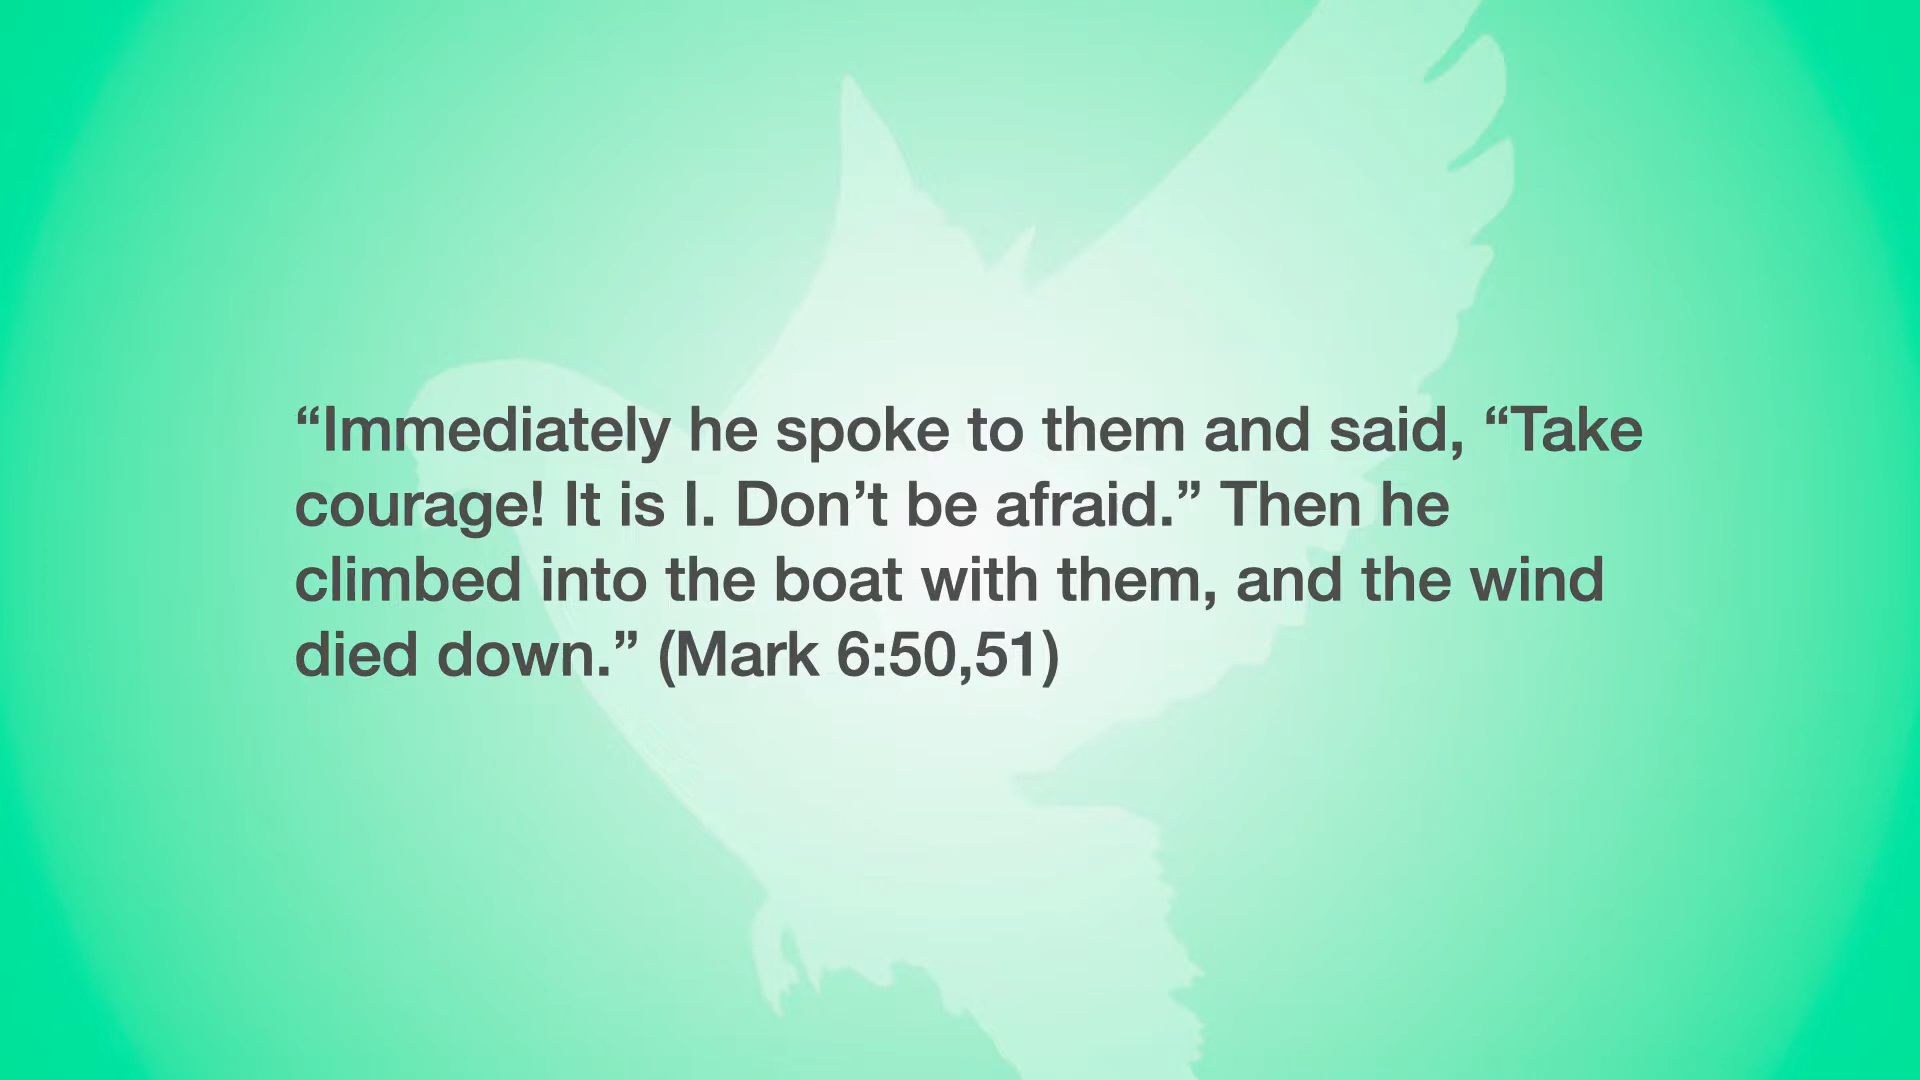 “Immediately he spoke to them and said, “Take
courage! It is I. Don’t be afraid.” Then he
climbed into the boat with them, and the wind
died down.” (Mark 6:50,51)